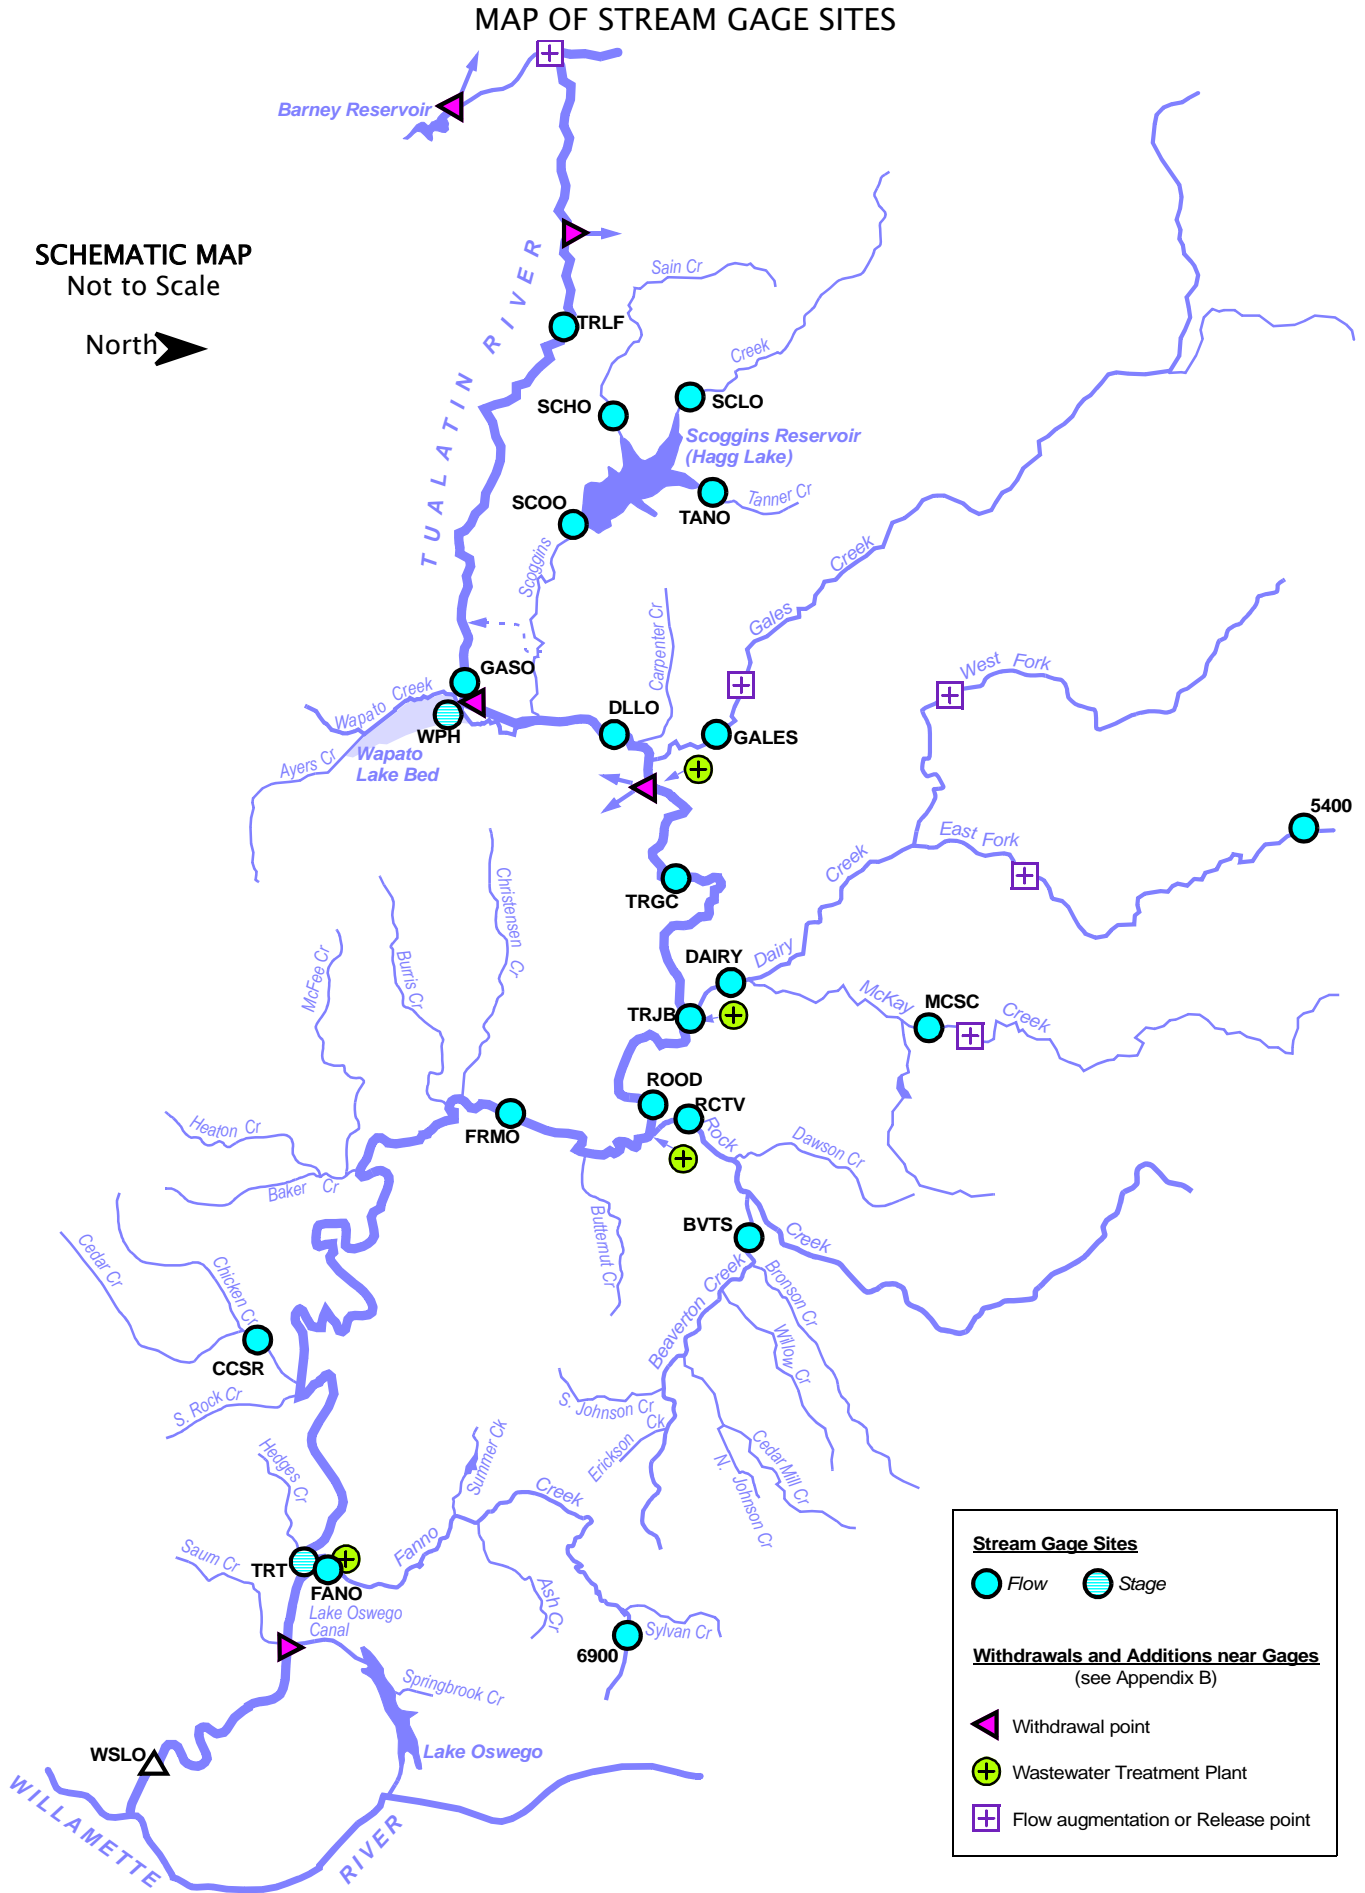 MAP OF STREAM GAGE SITES
Barney Reservoir
SCHEMATIC MAP
Not to Scale
North
TUALATIN RIVER
TRLF
Sain Cr
Creek
SCHO
SCLO
Scoggins Reservoir
(Hagg Lake)
SCOO
TANO
Tanner Cr
Scoggins
Gales
Creek
Carpenter Cr
GASO
Wapato Creek
WPH
Wapato
Lake Bed
Ayers Cr
DLLO
GALES
West Fork
5400
East Fork
Creek
Dairy
TRGC
DAIRY
TRJB
McKay
MCSC
Creek
Christensen Cr
Burris Cr
McFee Cr
ROOD
RCTV
Rock
FRMO
Heaton Cr
Baker Cr
Dawson Cr
BVTS
Creek
Butternut Cr
Cedar Cr
Chicken Cr
Beaverton Creek
Bronson Cr
Willow Cr
CCSR
S. Rock Cr
S. Johnson Cr
Erickson Ck
Cedar Mill Cr
N. Johnson Cr
Hedges Cr
Summer Ck
Creek
Fanno
Saum Cr
TRT
FANO
Ash Cr
Lake Oswego
Canal
Sylvan Cr
6900
Springbrook Cr
WSLO
Lake Oswego
WILLAMETTE
RIVER
Stream Gage Sites
Flow Stage
Withdrawals and Additions near Gages
(see Appendix B)
Withdrawal point
Wastewater Treatment Plant
Flow augmentation or Release point